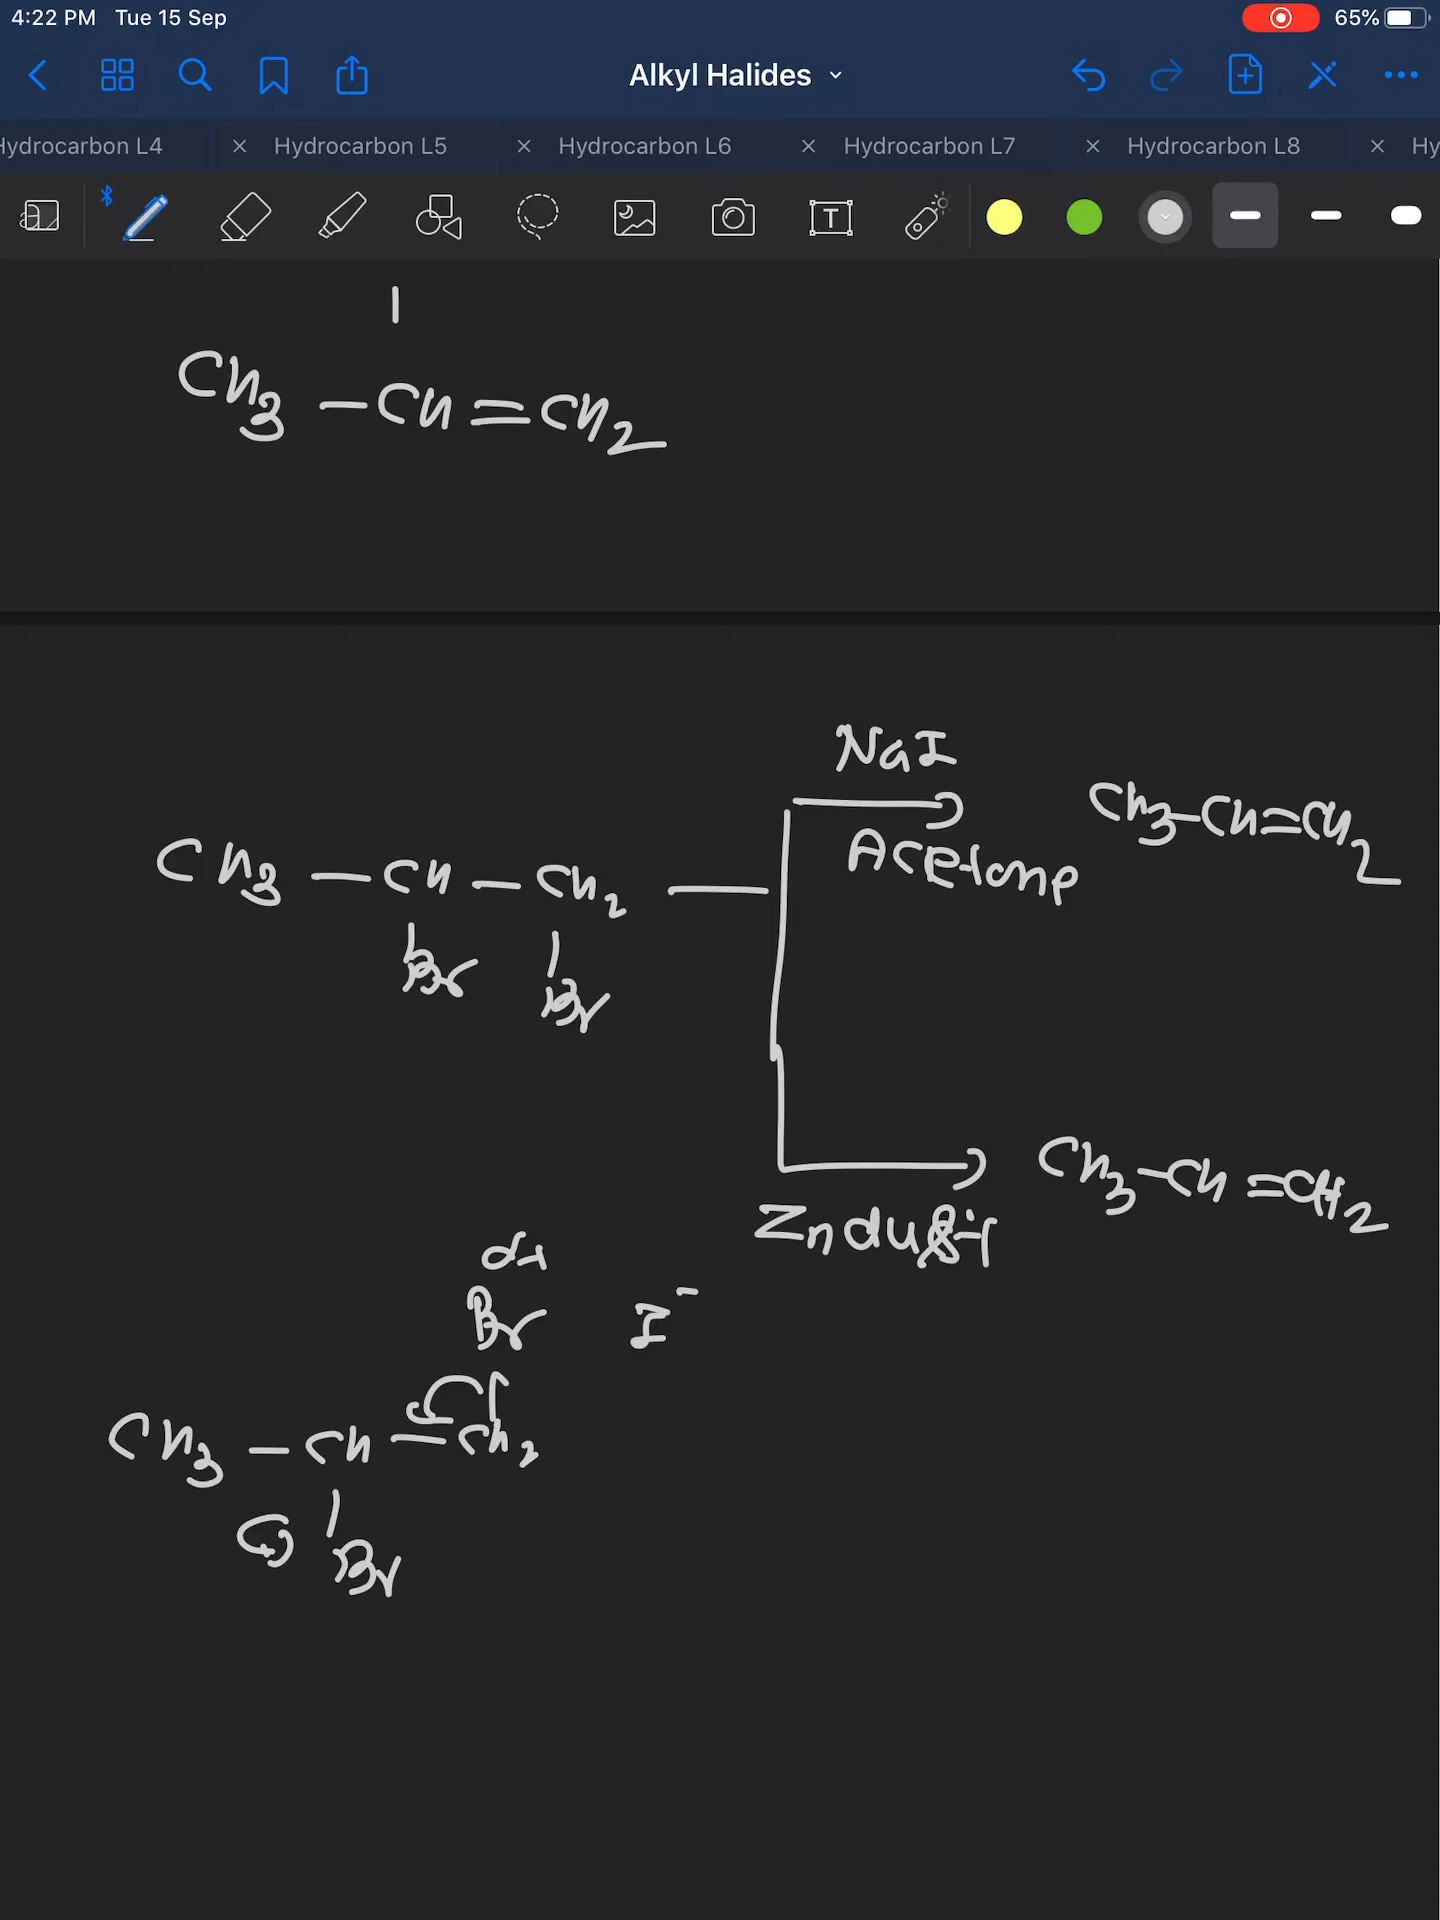 4:22 PM Tue 15 Sep 65%
Alkyl Halides
Hydrocarbon L4 Hydrocarbon L5 Hydrocarbon L6 Hydrocarbon L7 Hydrocarbon L8 Hy
CH3 - CH = CH2
NaI
CH3-CH=CH2
Acetone
CH3 - CH - CH2
Br Br
CH3-CH=CH2
Zn dust
δ+
Br I-
CH3 - CH - CH2
Br